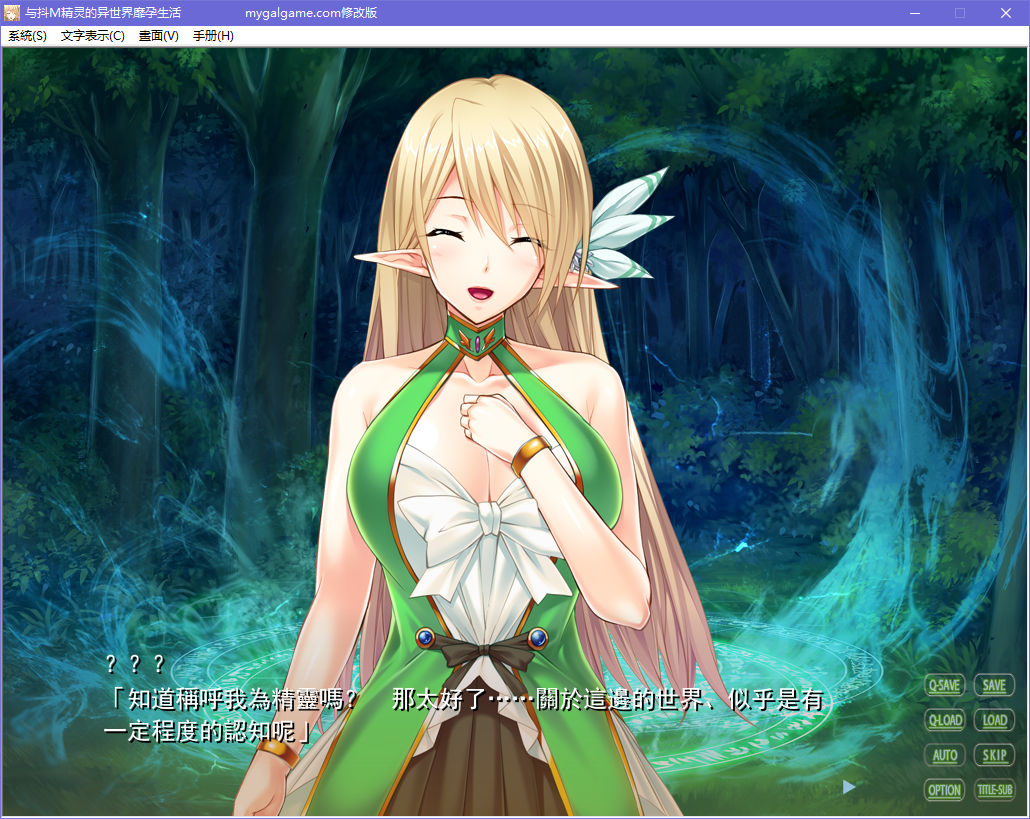 与抖M精灵的异世界磨孕生活 mygalgame.com修改版
系統(S) 文字表示(C) 畫面(V) 手册(H)
？？？
「知道稱呼我為精靈嗎？ 那太好了……關於這邊的世界、似乎是有
一定程度的認知呢」
Q-SAVE SAVE
Q-LOAD LOAD
AUTO SKIP
OPTION TITLE-SUB